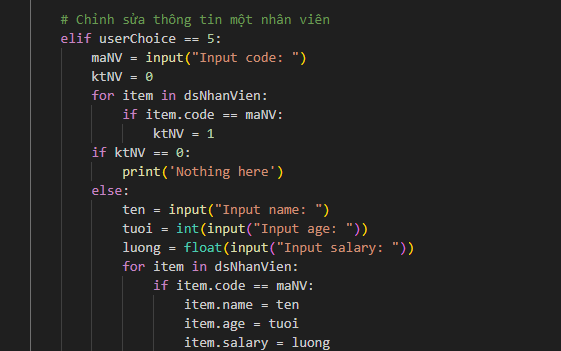 # Chỉnh sửa thông tin một nhân viên
elif userChoice == 5:
maNV = input("Input code: ")
ktNV = 0
for item in dsNhanVien:
if item.code == maNV:
ktNV = 1
if ktNV == 0:
print('Nothing here')
else:
ten = input("Input name: ")
tuoi = int(input("Input age: "))
luong = float(input("Input salary: "))
for item in dsNhanVien:
if item.code == maNV:
item.name = ten
item.age = tuoi
item.salary = luong